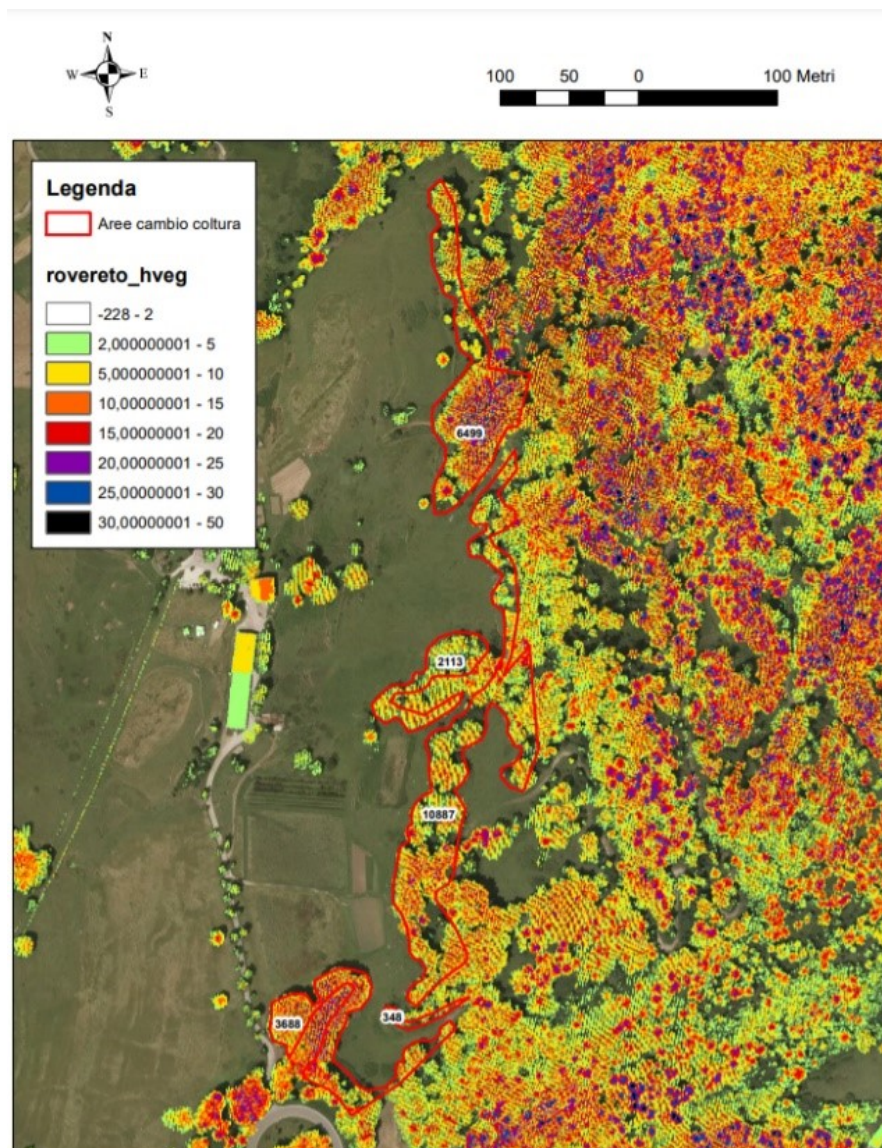 N
W E
S
100 50 0 100 Metri
Legenda
Aree cambio coltura
rovereto_hveg
-228 - 2
2,000000001 - 5
5,000000001 - 10
10,00000001 - 15
15,00000001 - 20
20,00000001 - 25
25,00000001 - 30
30,00000001 - 50
6499
2113
10887
348
3688